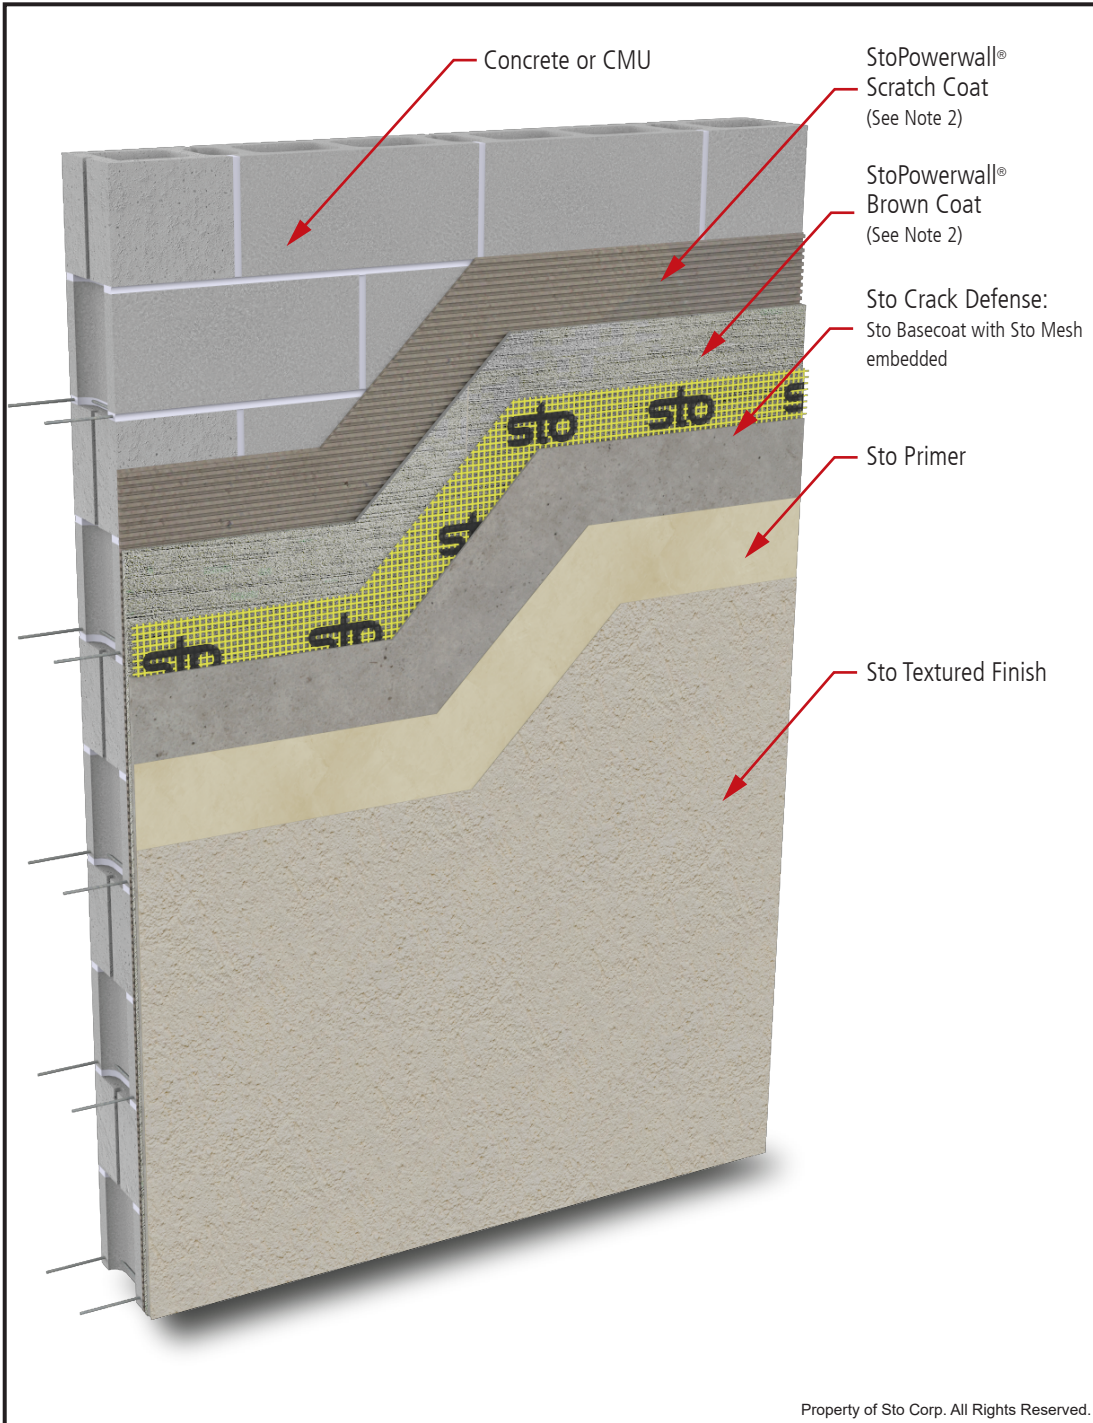 Concrete or CMU
StoPowerwall®
Scratch Coat
(See Note 2)
StoPowerwall®
Brown Coat
(See Note 2)
Sto Crack Defense:
Sto Basecoat with Sto Mesh
embedded
sto
sto
s
st
sto
sto
Sto Primer
Sto Textured Finish
Property of Sto Corp. All Rights Reserved.